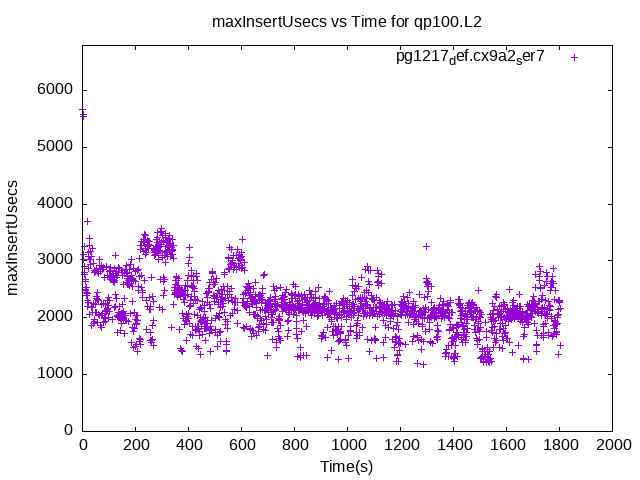 maxInsertUsecs vs Time for qp100.L2
pg1217def.cx9a2ser7
6000
5000
4000
3000
2000
1000
0
maxInsertUsecs
0 200 400 600 800 1000 1200 1400 1600 1800 2000
Time(s)